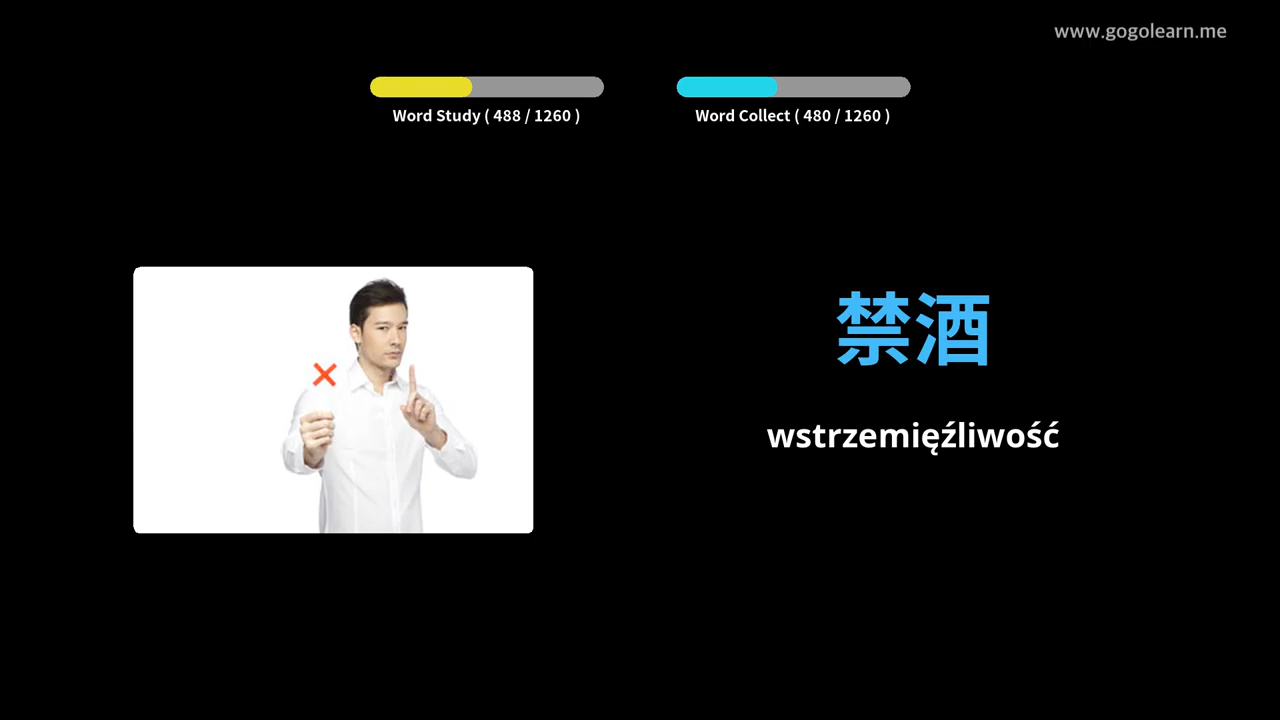 www.gogolearn.me
Word Study ( 488 / 1260 )
Word Collect ( 480 / 1260 )
禁酒
wstrzemięźliwość